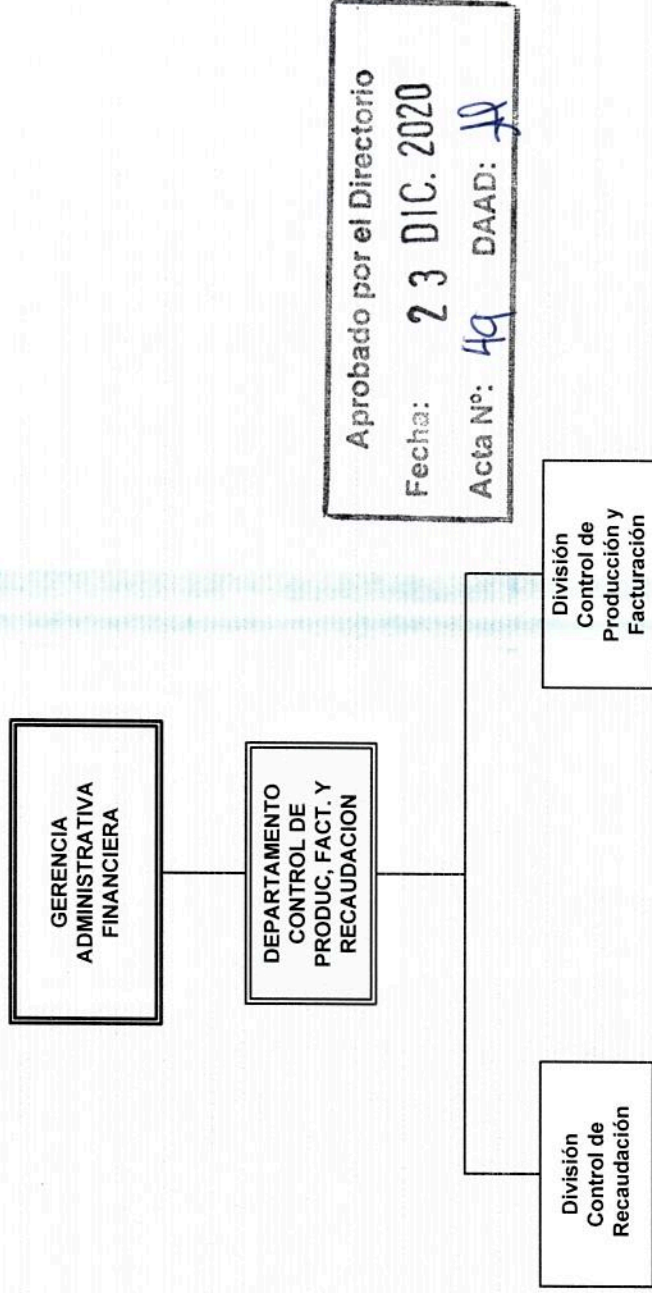 GERENCIA
ADMINISTRATIVA
FINANCIERA
DEPARTAMENTO
CONTROL DE
PRODUC, FACT. Y
RECAUDACION
Aprobado por el Directorio
Fecha: 23 DIC. 2020
Acta Nº: 49 DAAD:
División
Control de
Recaudación
División
Control de
Producción y
Facturación